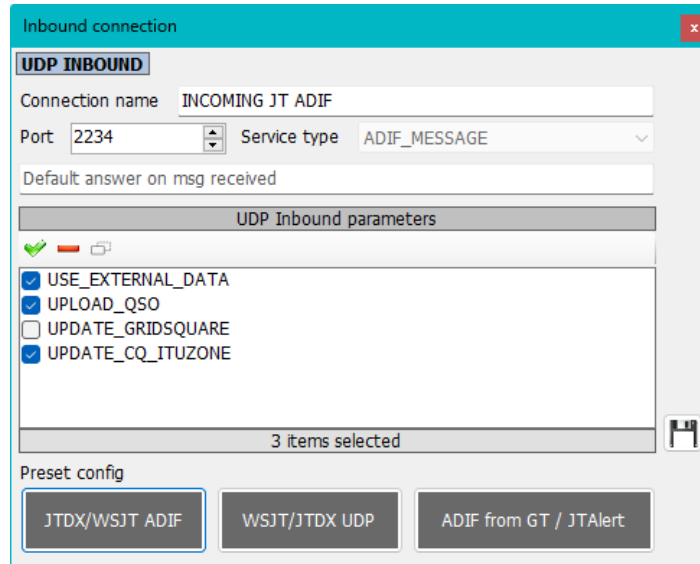 Inbound connection
x
UDP INBOUND
Connection name INCOMING JT ADIF
Port 2234 Service type ADIF_MESSAGE
Default answer on msg received
UDP Inbound parameters
USE_EXTERNAL_DATA
UPLOAD_QSO
UPDATE_GRIDSQUARE
UPDATE_CQ_ITUZONE
3 items selected
Preset config
JTDX/WSJT ADIF WSJT/JTDX UDP ADIF from GT / JTAlert